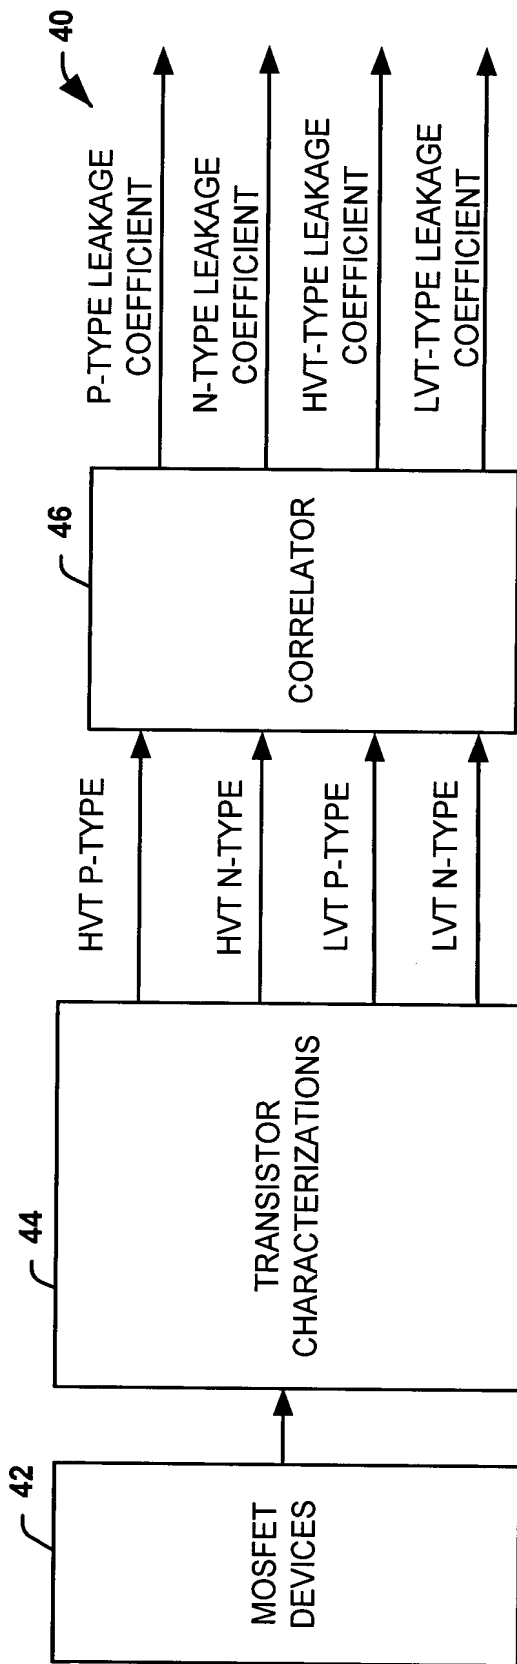 40
42
MOSFET
DEVICES
44
TRANSISTOR
CHARACTERIZATIONS
HVT P-TYPE
HVT N-TYPE
LVT P-TYPE
LVT N-TYPE
46
CORRELATOR
P-TYPE LEAKAGE
COEFFICIENT
N-TYPE LEAKAGE
COEFFICIENT
HVT-TYPE LEAKAGE
COEFFICIENT
LVT-TYPE LEAKAGE
COEFFICIENT